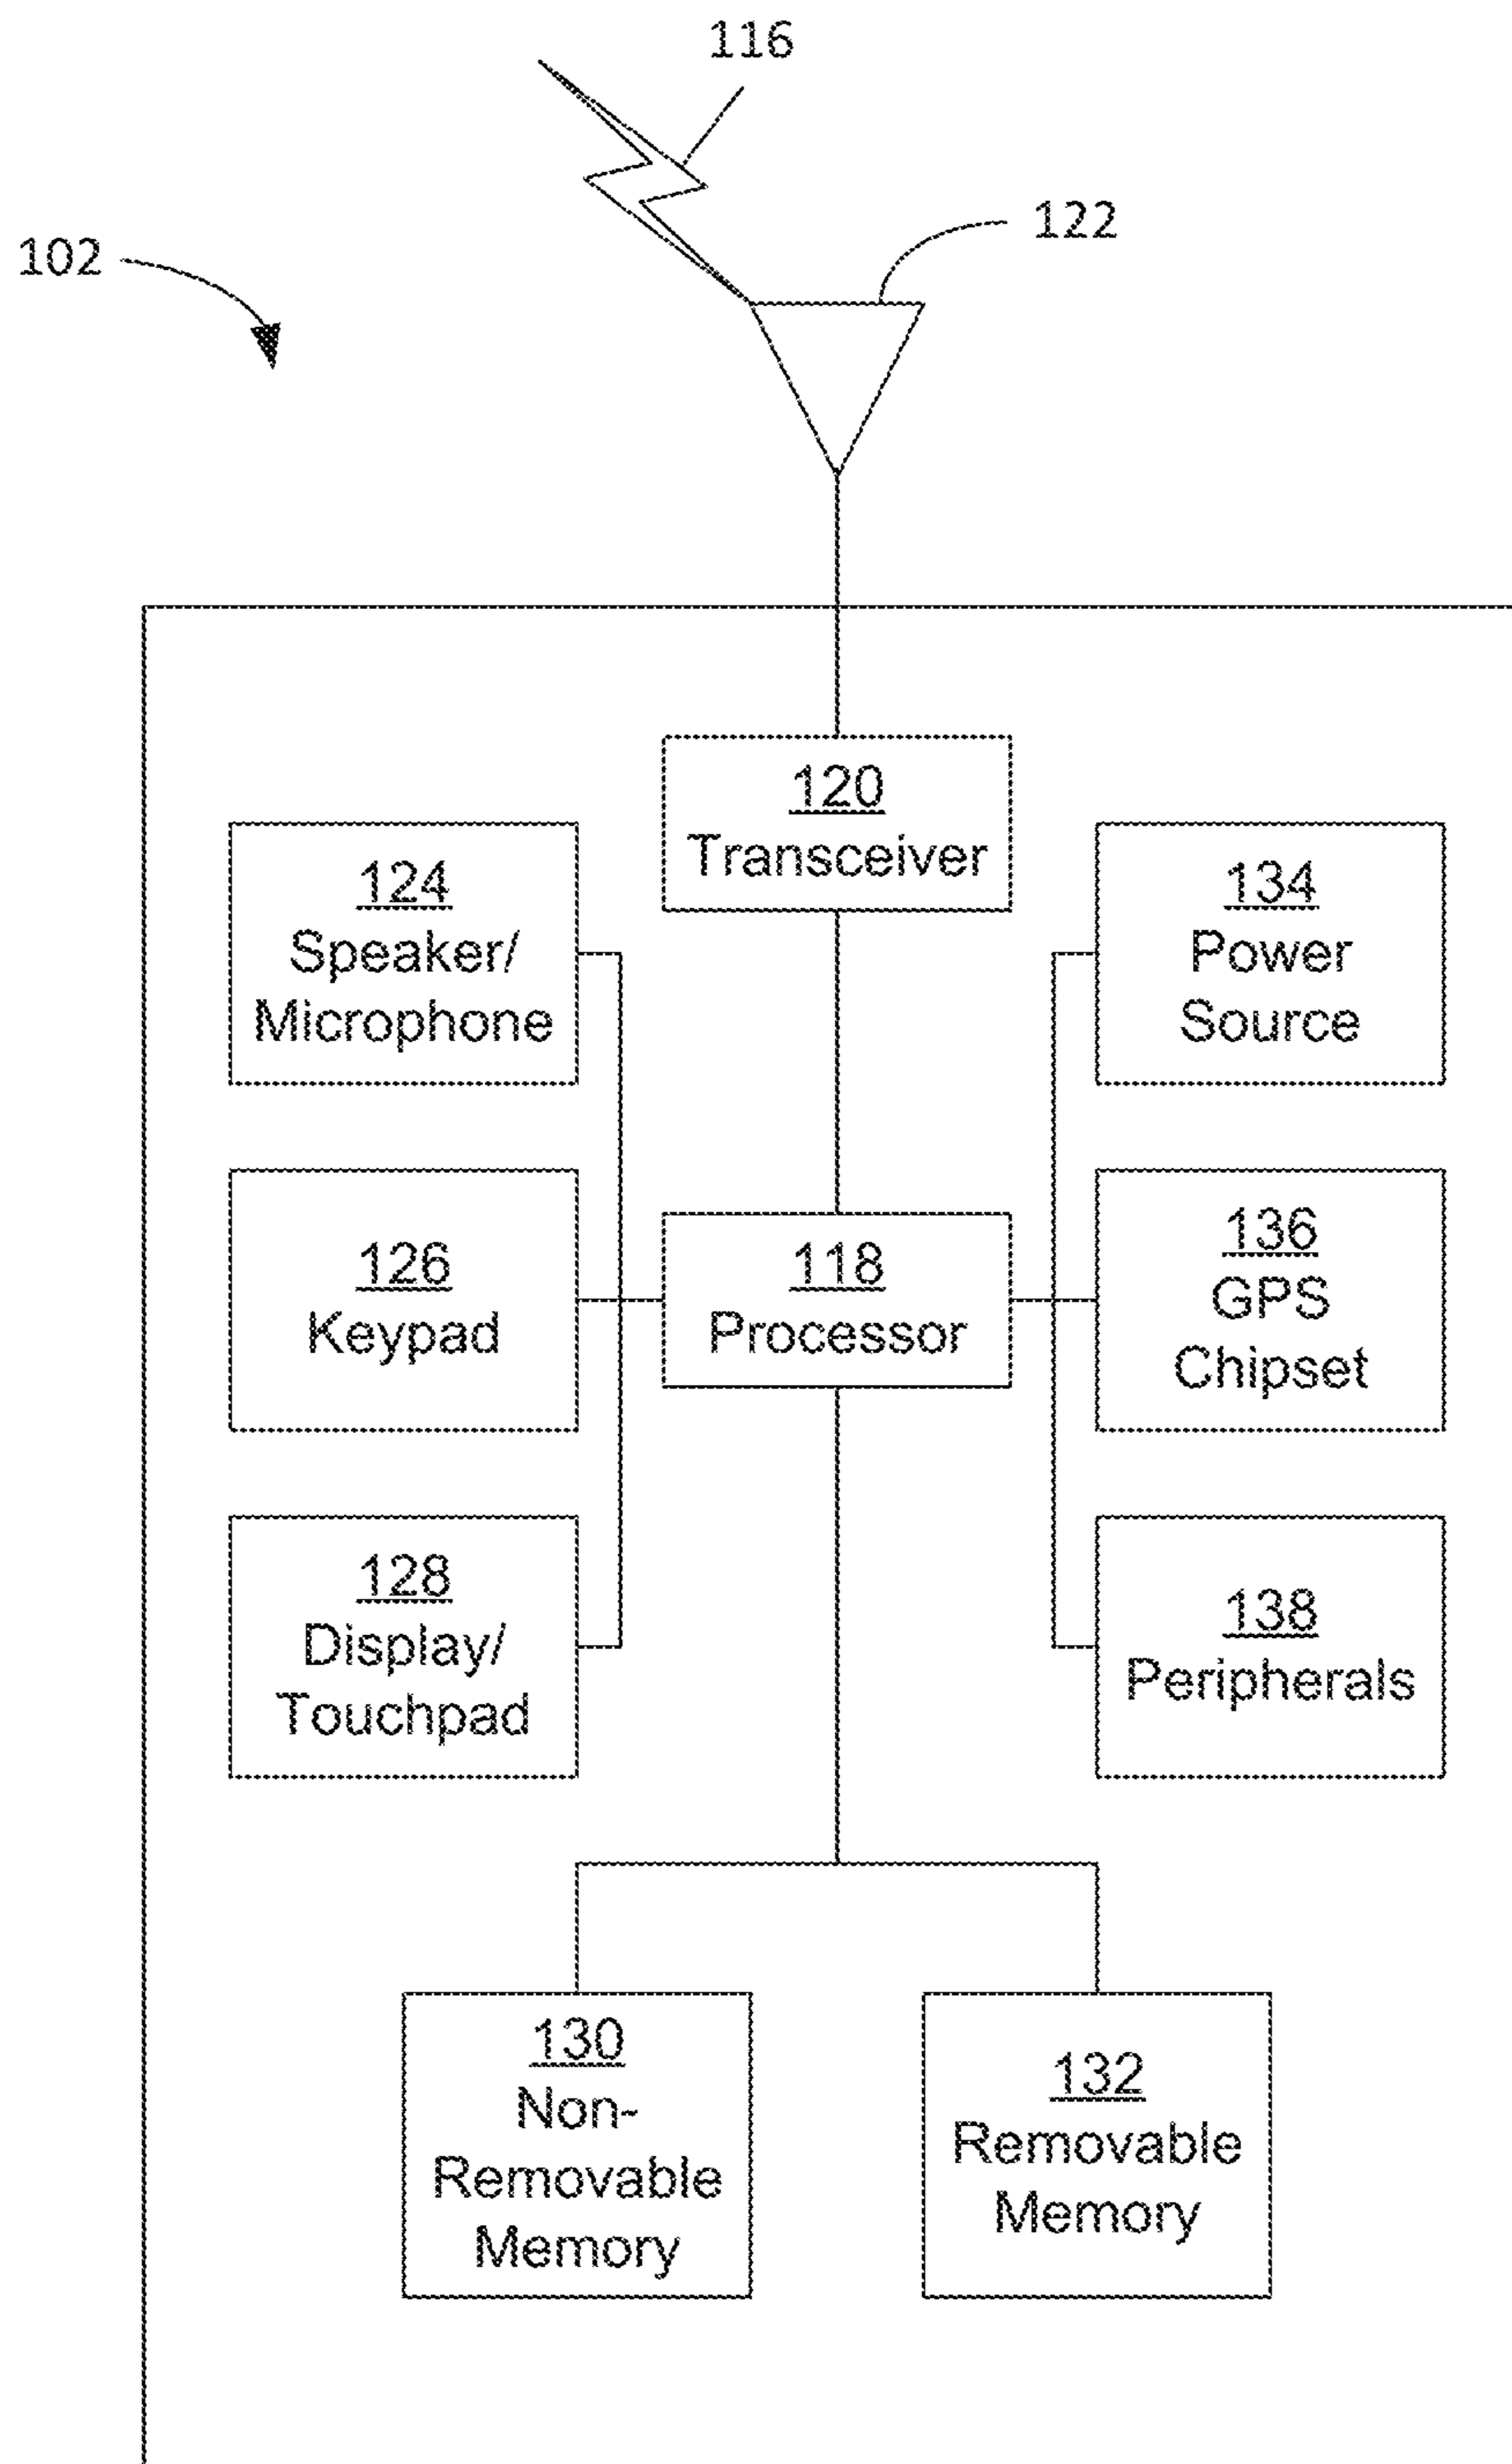 116
122
102
120
Transceiver
124
Speaker/
Microphone
134
Power
Source
126
Keypad
118
Processor
136
GPS
Chipset
128
Display/
Touchpad
138
Peripherals
130
Non-
Removable
Memory
132
Removable
Memory